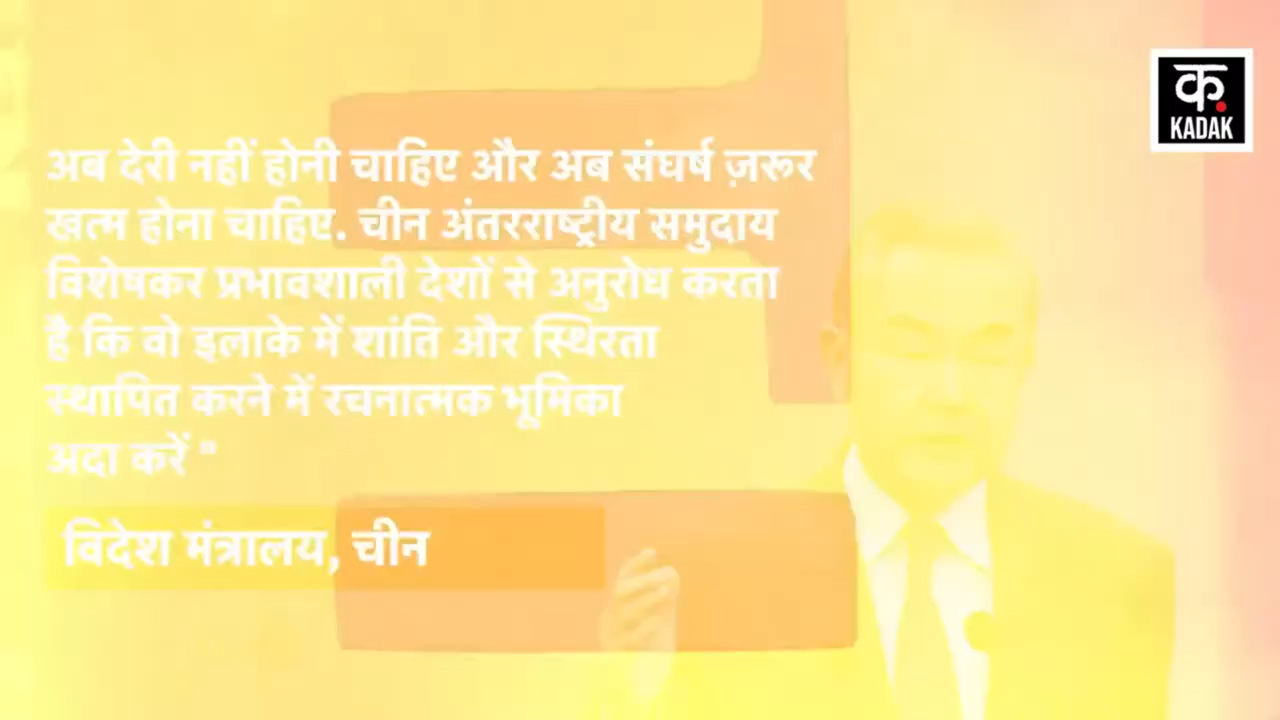 क
KADAK
अब देरी नहीं होनी चाहिए और अब संघर्ष ज़रूर
खत्म होना चाहिए. चीन अंतरराष्ट्रीय समुदाय
विशेषकर प्रभावशाली देशों से अनुरोध करता
है कि वो इलाके में शांति और स्थिरता
स्थापित करने में रचनात्मक भूमिका
अदा करें "
विदेश मंत्रालय, चीन